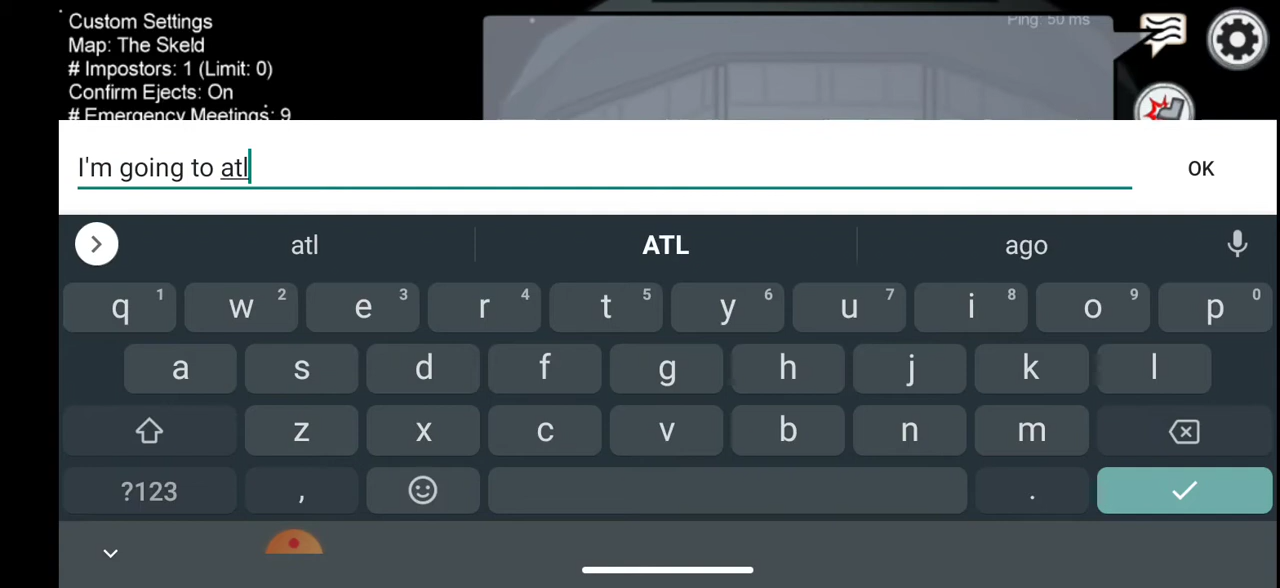 Custom Settings
Map: The Skeld
# Impostors: 1 (Limit: 0)
Confirm Ejects: On
# Emergency Meetings: 9
Ping: 50 ms
I'm going to atl
OK
atl ATL ago
q 1 w 2 e 3 r 4 t 5 y 6 u 7 i 8 o 9 p 0
a s d f g h j k l
z x c v b n m
?123 , .